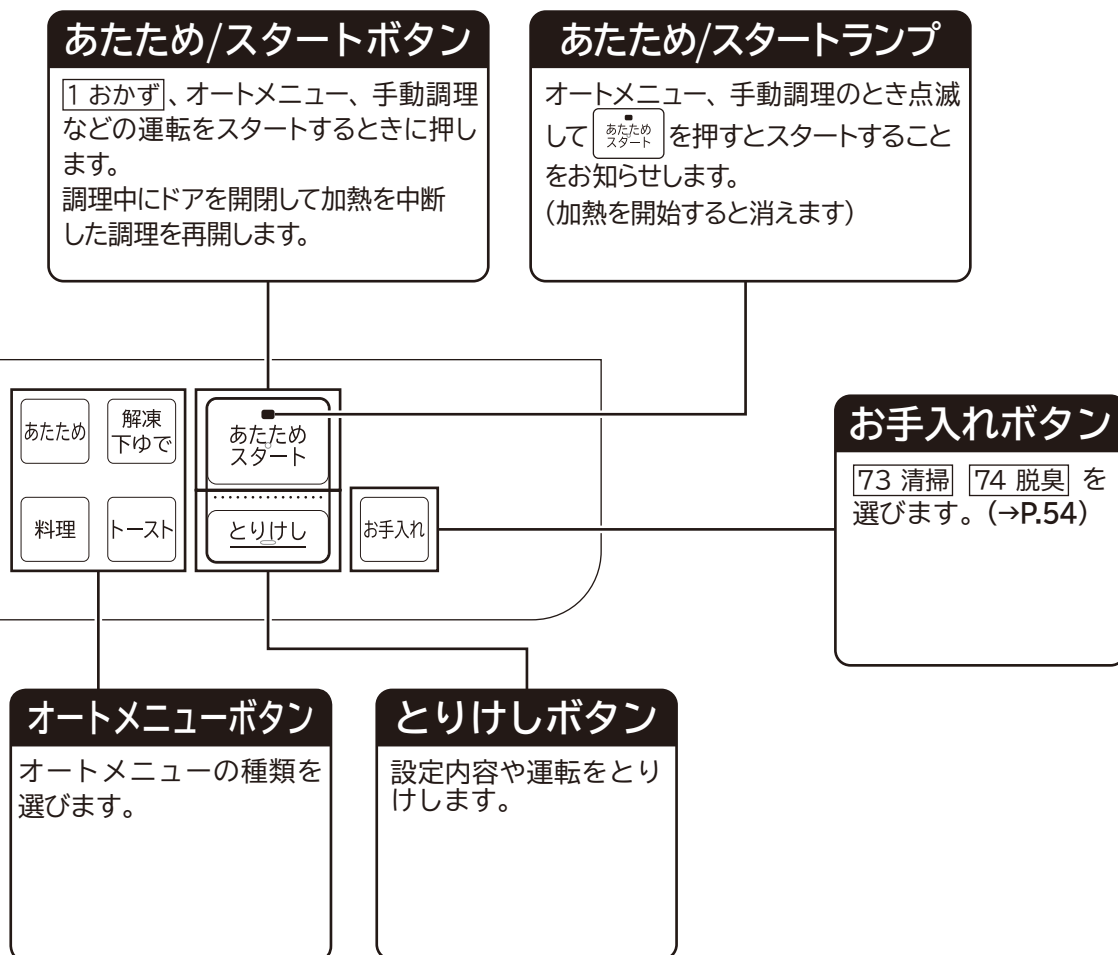 あたため/スタートボタン
1 おかず、オートメニュー、手動調理
などの運転をスタートするときに押し
ます。
調理中にドアを開閉して加熱を中断
した調理を再開します。
あたため/スタートランプ
オートメニュー、手動調理のとき点滅
して あたため スタート を押すとスタートすること
をお知らせします。
(加熱を開始すると消えます)
あたため
解凍
下ゆで
料理
トースト
あたため
スタート
とりけし
お手入れ
お手入れボタン
73 清掃 74 脱臭 を
選びます。(→P.54)
オートメニューボタン
オートメニューの種類を
選びます。
とりけしボタン
設定内容や運転をとり
けします。